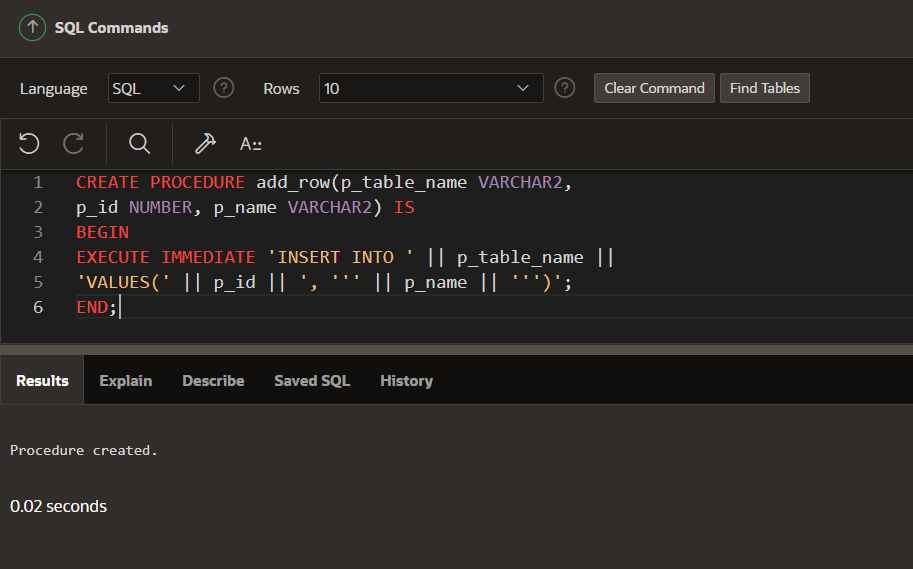 SQL Commands
Language SQL ? Rows 10 ? Clear Command Find Tables
A::
1 CREATE PROCEDURE add_row(p_table_name VARCHAR2,
2 p_id NUMBER, p_name VARCHAR2) IS
3 BEGIN
4 EXECUTE IMMEDIATE 'INSERT INTO ' || p_table_name ||
5 'VALUES(' || p_id || ', ''' || p_name || ''')';
6 END;
Results Explain Describe Saved SQL History
Procedure created.
0.02 seconds